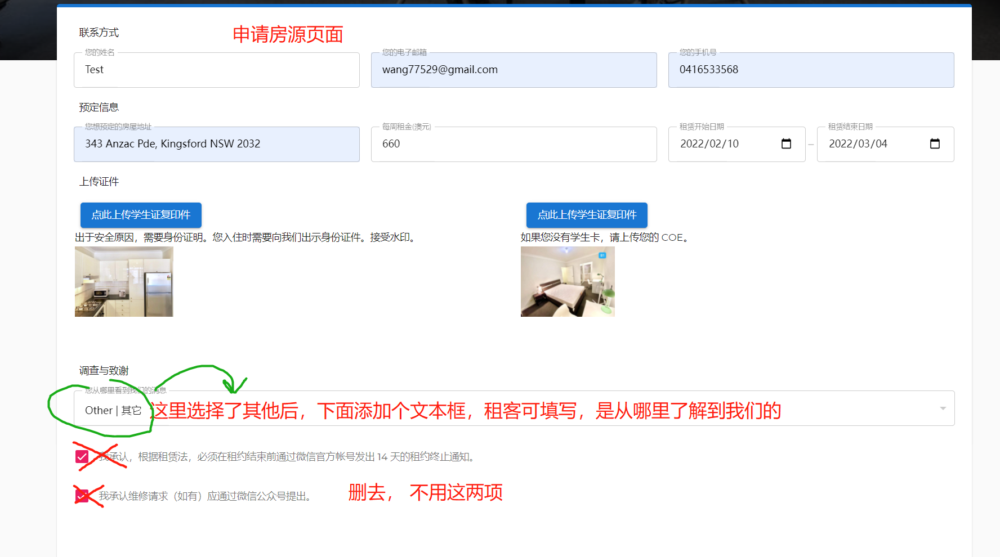 联系方式
申请房源页面
您的姓名
您的电子邮箱
您的手机号
Test
wang77529@gmail.com
0416533568
预定信息
您想预定的房屋地址
每周租金(澳元)
租赁开始日期
租赁结束日期
343 Anzac Pde, Kingsford NSW 2032
660
2022/02/10
–
2022/03/04
上传证件
点此上传学生证复印件
点此上传学生证复印件
出于安全原因，需要身份证明。您入住时需要向我们出示身份证件。接受水印。
如果您没有学生卡，请上传您的 COE。
B1
调查与致谢
您从哪里看到我们的消息
Other | 其它
这里选择了其他后，下面添加个文本框，租客可填写，是从哪里了解到我们的
我承认，根据租赁法，必须在租约结束前通过微信官方帐号发出 14 天的租约终止通知。
我承认维修请求（如有）应通过微信公众号提出。
删去， 不用这两项